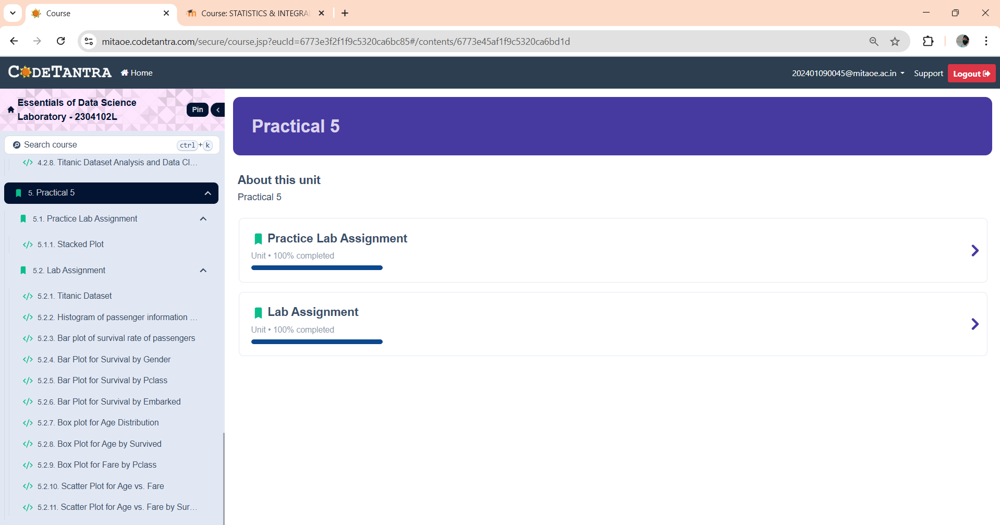 Course
Course: STATISTICS & INTEGRA
mitaoe.codetantra.com/secure/course.jsp?eucId=6773e3f2f1f9c5320ca6bc85#/contents/6773e45af1f9c5320ca6bd1d
CODETANTRA
Home
202401090045@mitaoe.ac.in
Support
Logout
Essentials of Data Science
Laboratory - 2304102L
Pin
Search course
ctrl+k
4.2.8. Titanic Dataset Analysis and Data Cl...
5. Practical 5
5.1. Practice Lab Assignment
5.1.1. Stacked Plot
5.2. Lab Assignment
5.2.1. Titanic Dataset
5.2.2. Histogram of passenger information ...
5.2.3. Bar plot of survival rate of passengers
5.2.4. Bar Plot for Survival by Gender
5.2.5. Bar Plot for Survival by Pclass
5.2.6. Bar Plot for Survival by Embarked
5.2.7. Box plot for Age Distribution
5.2.8. Box Plot for Age by Survived
5.2.9. Box Plot for Fare by Pclass
5.2.10. Scatter Plot for Age vs. Fare
5.2.11. Scatter Plot for Age vs. Fare by Sur...
Practical 5
About this unit
Practical 5
Practice Lab Assignment
Unit • 100% completed
Lab Assignment
Unit • 100% completed